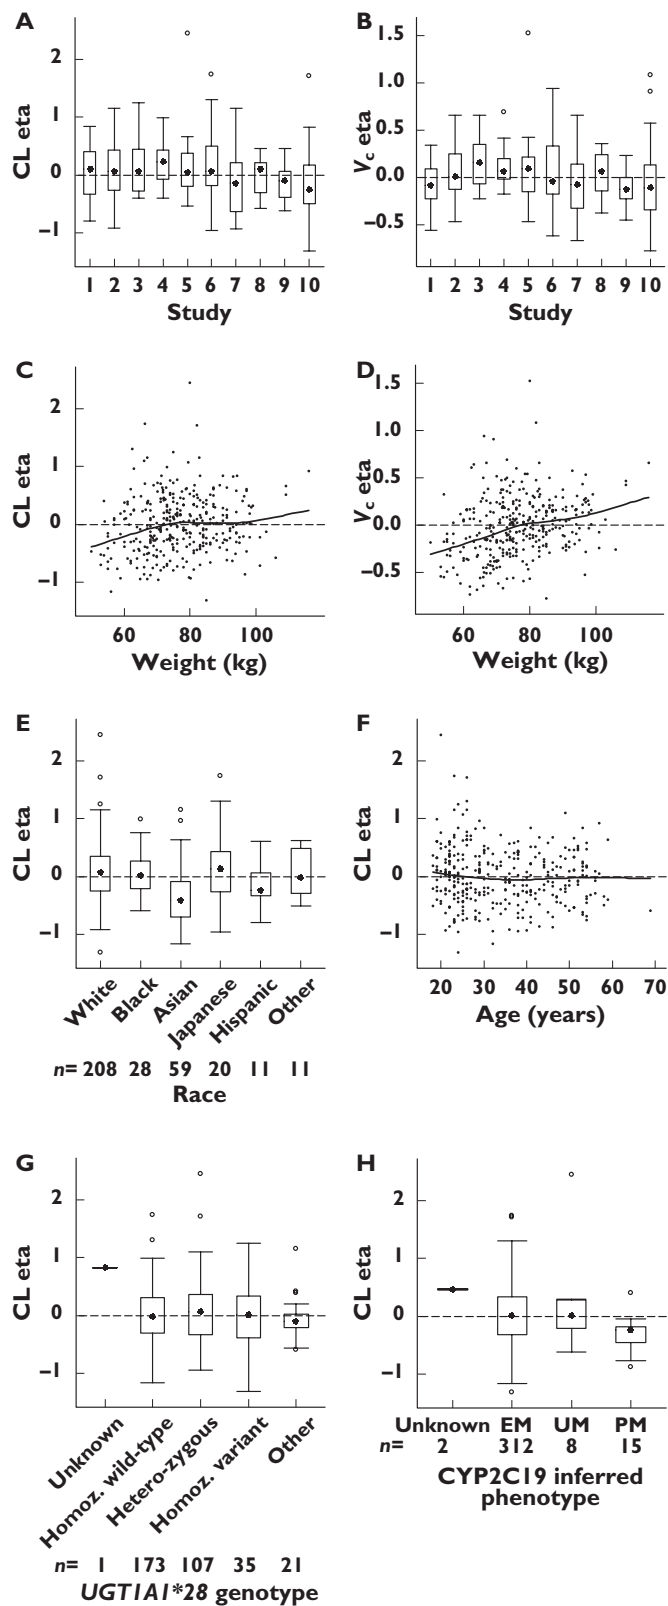 A
CL eta
2
1
0
–1
1 2 3 4 5 6 7 8 9 10
Study
B
Vc eta
1.5
1.0
0.5
0.0
–0.5
1 2 3 4 5 6 7 8 9 10
Study
C
CL eta
2
1
0
–1
60 80 100
Weight (kg)
D
Vc eta
1.5
1.0
0.5
0.0
–0.5
60 80 100
Weight (kg)
E
CL eta
2
1
0
–1
White Black Asian Japanese Hispanic Other
n= 208 28 59 20 11 11
Race
F
CL eta
2
1
0
–1
20 30 40 50 60 70
Age (years)
G
CL eta
2
1
0
–1
Unknown Homoz. wild-type Hetero-zygous Homoz. variant Other
n= 1 173 107 35 21
UGT1A1*28 genotype
H
CL eta
2
1
0
–1
Unknown EM UM PM
n= 2 312 8 15
CYP2C19 inferred
phenotype